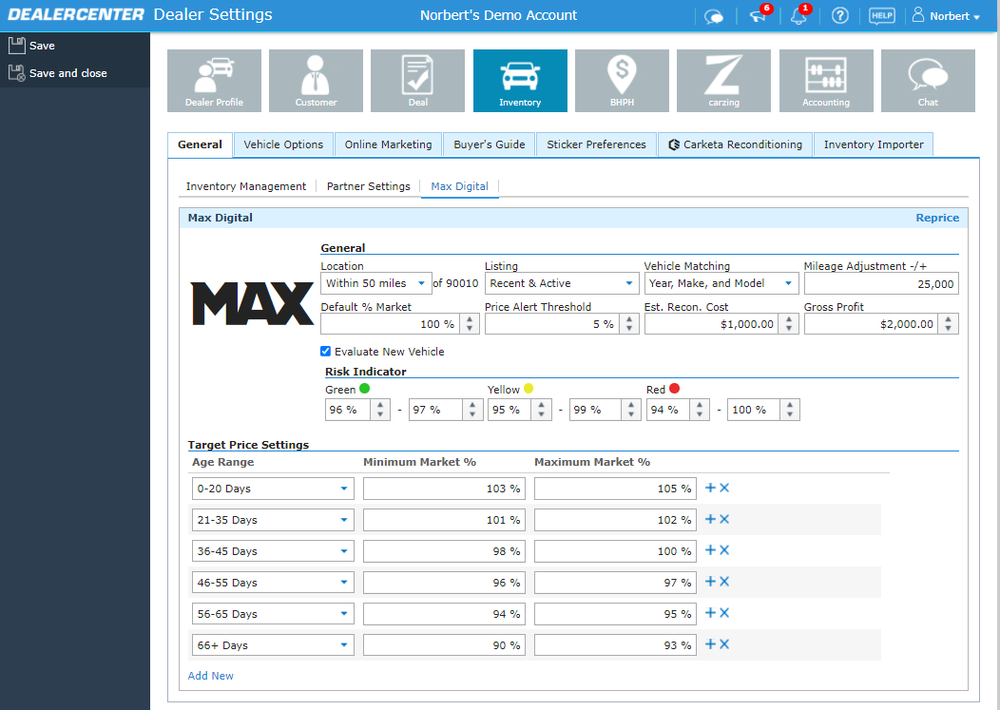 DEALERCENTER Dealer Settings Norbert's Demo Account 6 1 ? HELP Norbert
Save
Save and close
Dealer Profile Customer Deal Inventory BHPH carzing Accounting Chat
General Vehicle Options Online Marketing Buyer's Guide Sticker Preferences Carketa Reconditioning Inventory Importer
Inventory Management Partner Settings Max Digital
Max Digital Reprice
MAX
General
Location Listing Vehicle Matching Mileage Adjustment -/+
Within 50 miles of 90010 Recent & Active Year, Make, and Model 25,000
Default % Market Price Alert Threshold Est. Recon. Cost Gross Profit
100 % 5 % $1,000.00 $2,000.00
Evaluate New Vehicle
Risk Indicator
Green Yellow Red
96 % - 97 % 95 % - 99 % 94 % - 100 %
Target Price Settings
Age Range Minimum Market % Maximum Market %
0-20 Days 103 % 105 %
21-35 Days 101 % 102 %
36-45 Days 98 % 100 %
46-55 Days 96 % 97 %
56-65 Days 94 % 95 %
66+ Days 90 % 93 %
Add New